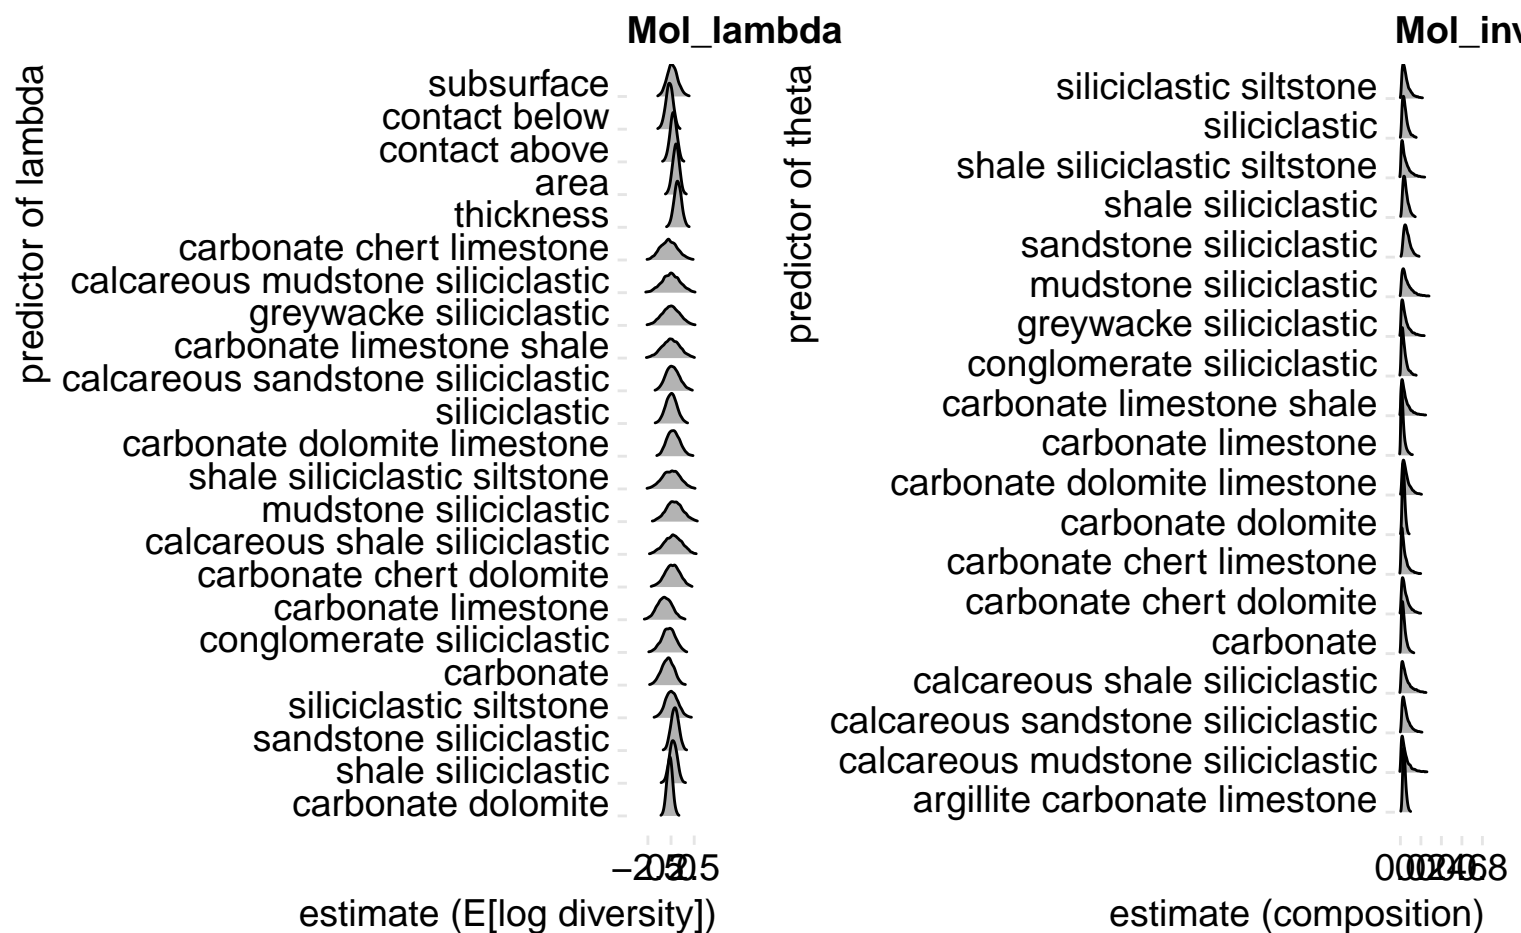 Mol_lambda
predictor of lambda
subsurface
contact below
contact above
area
thickness
carbonate chert limestone
calcareous mudstone siliciclastic
greywacke siliciclastic
carbonate limestone shale
calcareous sandstone siliciclastic
siliciclastic
carbonate dolomite limestone
shale siliciclastic siltstone
mudstone siliciclastic
calcareous shale siliciclastic
carbonate chert dolomite
carbonate limestone
conglomerate siliciclastic
carbonate
siliciclastic siltstone
sandstone siliciclastic
shale siliciclastic
carbonate dolomite
estimate (E[log diversity])
Mol_inv
predictor of theta
siliciclastic siltstone
siliciclastic
shale siliciclastic siltstone
shale siliciclastic
sandstone siliciclastic
mudstone siliciclastic
greywacke siliciclastic
conglomerate siliciclastic
carbonate limestone shale
carbonate limestone
carbonate dolomite limestone
carbonate dolomite
carbonate chert limestone
carbonate chert dolomite
carbonate
calcareous shale siliciclastic
calcareous sandstone siliciclastic
calcareous mudstone siliciclastic
argillite carbonate limestone
estimate (composition)